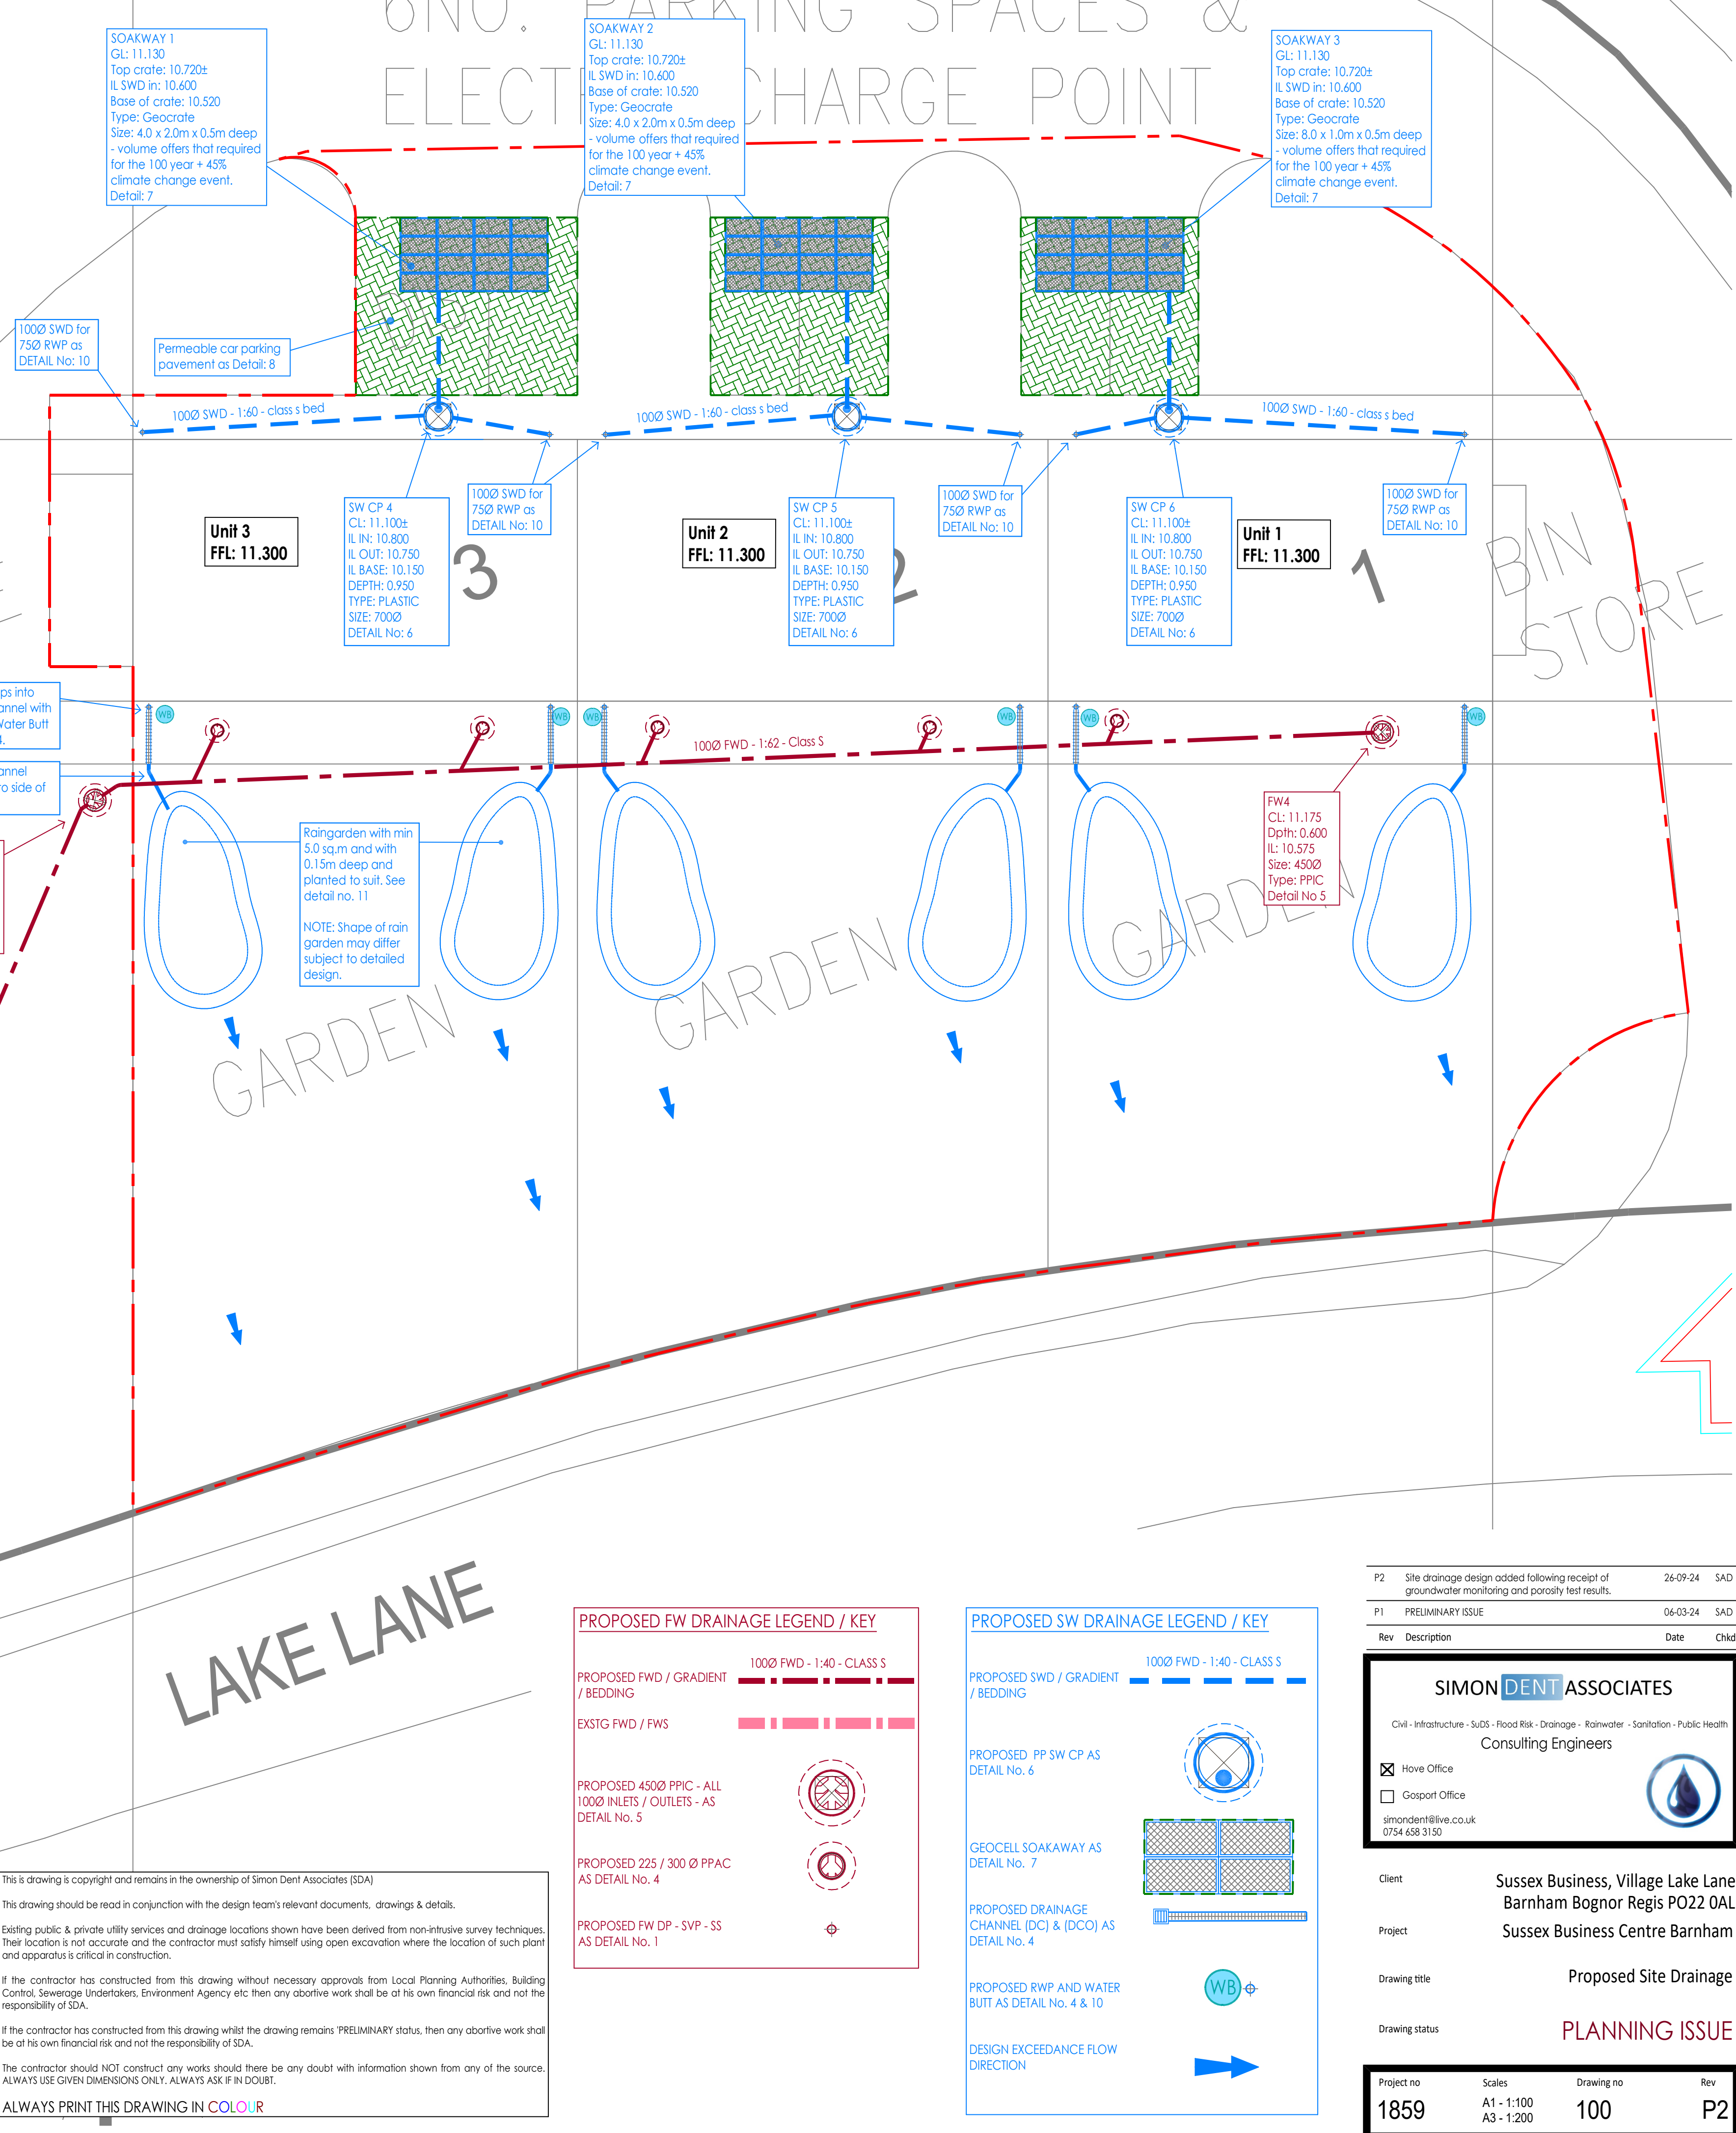 6NO. PARKING SPACES &
ELECT CHARGE POINT
SOAKWAY 1
GL: 11.130
Top crate: 10.720±
IL SWD in: 10.600
Base of crate: 10.520
Type: Geocrate
Size: 4.0 x 2.0m x 0.5m deep
- volume offers that required
for the 100 year + 45%
climate change event.
Detail: 7
SOAKWAY 2
GL: 11.130
Top crate: 10.720±
IL SWD in: 10.600
Base of crate: 10.520
Type: Geocrate
Size: 4.0 x 2.0m x 0.5m deep
- volume offers that required
for the 100 year + 45%
climate change event.
Detail: 7
SOAKWAY 3
GL: 11.130
Top crate: 10.720±
IL SWD in: 10.600
Base of crate: 10.520
Type: Geocrate
Size: 8.0 x 1.0m x 0.5m deep
- volume offers that required
for the 100 year + 45%
climate change event.
Detail: 7
100Ø SWD for
75Ø RWP as
DETAIL No: 10
Permeable car parking
pavement as Detail: 8
100Ø SWD - 1:60 - class s bed
100Ø SWD - 1:60 - class s bed
100Ø SWD - 1:60 - class s bed
Unit 3
FFL: 11.300
3
SW CP 4
CL: 11.100±
IL IN: 10.800
IL OUT: 10.750
IL BASE: 10.150
DEPTH: 0.950
TYPE: PLASTIC
SIZE: 700Ø
DETAIL No: 6
100Ø SWD for
75Ø RWP as
DETAIL No: 10
Unit 2
FFL: 11.300
2
SW CP 5
CL: 11.100±
IL IN: 10.800
IL OUT: 10.750
IL BASE: 10.150
DEPTH: 0.950
TYPE: PLASTIC
SIZE: 700Ø
DETAIL No: 6
100Ø SWD for
75Ø RWP as
DETAIL No: 10
SW CP 6
CL: 11.100±
IL IN: 10.800
IL OUT: 10.750
IL BASE: 10.150
DEPTH: 0.950
TYPE: PLASTIC
SIZE: 700Ø
DETAIL No: 6
Unit 1
FFL: 11.300
1
100Ø SWD for
75Ø RWP as
DETAIL No: 10
BIN
STORE
ps into
annel with
Water Butt
annel
to side of
WB
WB
WB
WB
WB
WB
100Ø FWD - 1:62 - Class S
Raingarden with min
5.0 sq.m and with
0.15m deep and
planted to suit. See
detail no. 11
NOTE: Shape of rain
garden may differ
subject to detailed
design.
FW4
CL: 11.175
Dpth: 0.600
IL: 10.575
Size: 450Ø
Type: PPIC
Detail No 5
GARDEN
GARDEN
GARDEN
LAKE LANE
PROPOSED FW DRAINAGE LEGEND / KEY
100Ø FWD - 1:40 - CLASS S
PROPOSED FWD / GRADIENT
/ BEDDING
EXSTG FWD / FWS
PROPOSED 450Ø PPIC - ALL
100Ø INLETS / OUTLETS - AS
DETAIL No. 5
PROPOSED 225 / 300 Ø PPAC
AS DETAIL No. 4
PROPOSED FW DP - SVP - SS
AS DETAIL No. 1
PROPOSED SW DRAINAGE LEGEND / KEY
100Ø FWD - 1:40 - CLASS S
PROPOSED SWD / GRADIENT
/ BEDDING
PROPOSED PP SW CP AS
DETAIL No. 6
GEOCELL SOAKAWAY AS
DETAIL No. 7
PROPOSED DRAINAGE
CHANNEL (DC) & (DCO) AS
DETAIL No. 4
PROPOSED RWP AND WATER
BUTT AS DETAIL No. 4 & 10
WB
DESIGN EXCEEDANCE FLOW
DIRECTION
P2 Site drainage design added following receipt of 26-09-24 SAD
groundwater monitoring and porosity test results.
P1 PRELIMINARY ISSUE 06-03-24 SAD
Rev Description Date Chkd
SIMON DENT ASSOCIATES
Civil - Infrastructure - SuDS - Flood Risk - Drainage - Rainwater - Sanitation - Public Health
Consulting Engineers
Hove Office
Gosport Office
simondent@live.co.uk
0754 658 3150
Client Sussex Business, Village Lake Lane
Barnham Bognor Regis PO22 0AL
Project Sussex Business Centre Barnham
Drawing title Proposed Site Drainage
Drawing status PLANNING ISSUE
Project no Scales Drawing no Rev
1859 A1 - 1:100 100 P2
A3 - 1:200
This is drawing is copyright and remains in the ownership of Simon Dent Associates (SDA)
This drawing should be read in conjunction with the design team's relevant documents, drawings & details.
Existing public & private utility services and drainage locations shown have been derived from non-intrusive survey techniques.
Their location is not accurate and the contractor must satisfy himself using open excavation where the location of such plant
and apparatus is critical in construction.
If the contractor has constructed from this drawing without necessary approvals from Local Planning Authorities, Building
Control, Sewerage Undertakers, Environment Agency etc then any abortive work shall be at his own financial risk and not the
responsibility of SDA.
If the contractor has constructed from this drawing whilst the drawing remains 'PRELIMINARY status, then any abortive work shall
be at his own financial risk and not the responsibility of SDA.
The contractor should NOT construct any works should there be any doubt with information shown from any of the source.
ALWAYS USE GIVEN DIMENSIONS ONLY. ALWAYS ASK IF IN DOUBT.
ALWAYS PRINT THIS DRAWING IN COLOUR